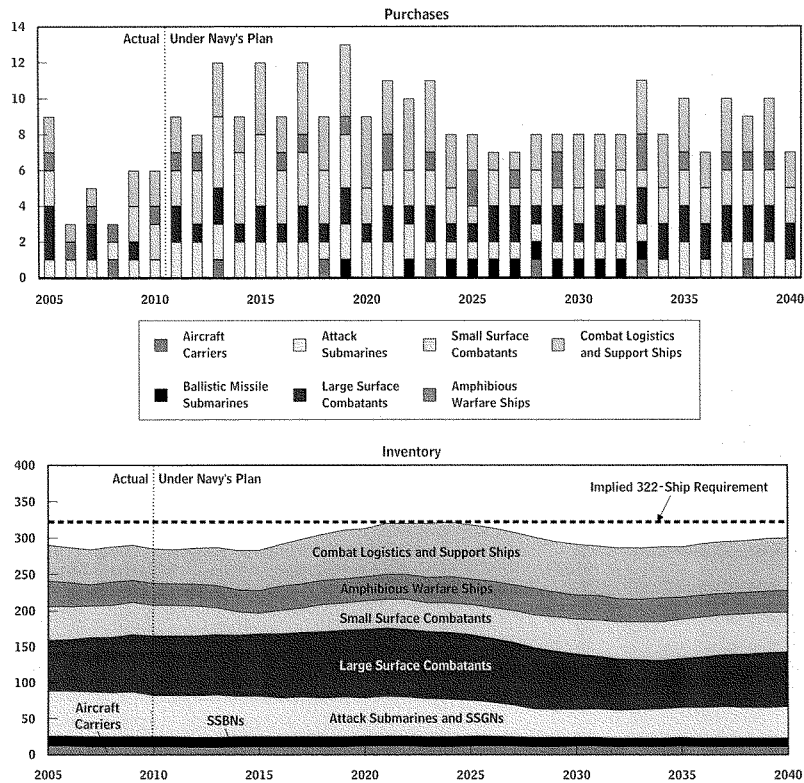 Purchases
14
Actual Under Navy's Plan
12
10
8
6
4
2
0
2005 2010 2015 2020 2025 2030 2035 2040
Aircraft Carriers
Attack Submarines
Small Surface Combatants
Combat Logistics and Support Ships
Ballistic Missile Submarines
Large Surface Combatants
Amphibious Warfare Ships
Inventory
400
Actual Under Navy's Plan
Implied 322-Ship Requirement
350
300
Combat Logistics and Support Ships
250
Amphibious Warfare Ships
200
Small Surface Combatants
150
Large Surface Combatants
100
Aircraft Carriers
SSBNs
Attack Submarines and SSGNs
50
0
2005 2010 2015 2020 2025 2030 2035 2040